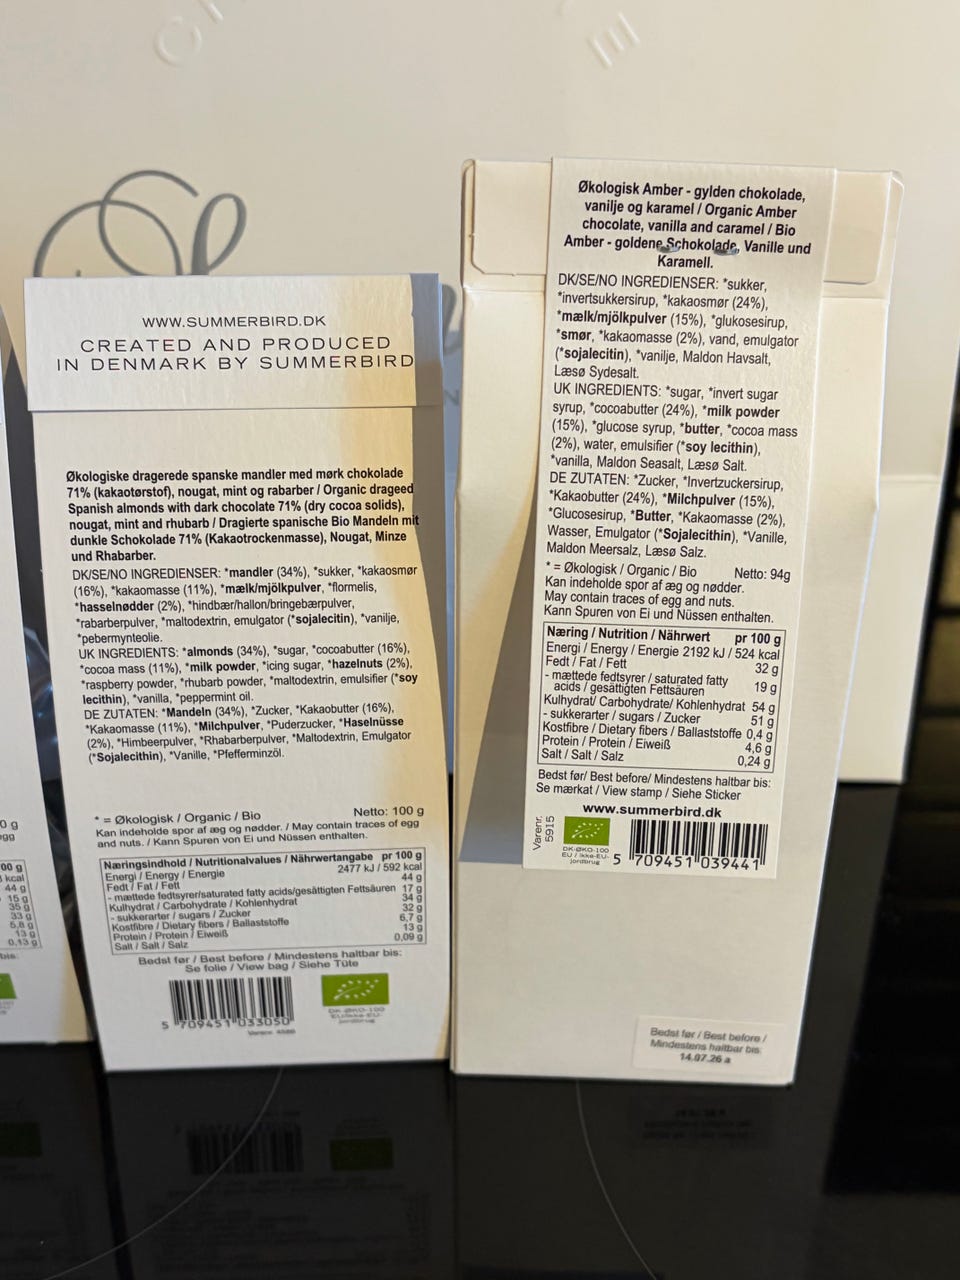 WWW.SUMMERBIRD.DK
CREATED AND PRODUCED
IN DENMARK BY SUMMERBIRD
Økologiske dragerede spanske mandler med mørk chokolade
71% (kakaotørstof), nougat, mint og rabarber / Organic drageed
Spanish almonds with dark chocolate 71% (dry cocoa solids),
nougat, mint and rhubarb / Dragierte spanische Bio Mandeln mit
dunkle Schokolade 71% (Kakaotrockenmasse), Nougat, Minze
und Rhabarber.
DK/SE/NO INGREDIENSER: *mandler (34%), *sukker, *kakaosmør
(16%), *kakaomasse (11%), *mælk/mjölkpulver, *flormelis,
*hasselnødder (2%), *hindbær/hallon/bringebærpulver,
*rabarberpulver, *maltodextrin, emulgator (*sojalecitin), *vanilje,
*pebermynteolie.
UK INGREDIENTS: *almonds (34%), *sugar, *cocoabutter (16%),
*cocoa mass (11%), *milk powder, *icing sugar, *hazelnuts (2%),
*raspberry powder, *rhubarb powder, *maltodextrin, emulsifier (*soy
lecithin), *vanilla, *peppermint oil.
DE ZUTATEN: *Mandeln (34%), *Zucker, *Kakaobutter (16%),
*Kakaomasse (11%), *Milchpulver, *Puderzucker, *Haselnüsse
(2%), *Himbeerpulver, *Rhabarberpulver, *Maltodextrin, Emulgator
(*Sojalecithin), *Vanille, *Pfefferminzöl.
* = Økologisk / Organic / Bio Netto: 100 g
Kan indeholde spor af æg og nødder. / May contain traces of egg
and nuts. / Kann Spuren von Ei und Nüssen enthalten.
Næringsindhold / Nutritionalvalues / Nährwertangabe pr 100 g
Energi / Energy / Energie 2477 kJ / 592 kcal
Fedt / Fat / Fett 44 g
- mættede fedtsyrer/saturated fatty acids/gesättigten Fettsäuren 17 g
Kulhydrat / Carbohydrate / Kohlenhydrat 34 g
- sukkerarter / sugars / Zucker 32 g
Kostfibre / Dietary fibers / Ballaststoffe 6,7 g
Protein / Protein / Eiweiß 13 g
Salt / Salt / Salz 0,09 g
Bedst før / Best before / Mindestens haltbar bis:
Se folie / View bag / Siehe Tüte
5 709451 033050
DK-ØKO-100
EU/Ikke-EU-
jordbrug
Økologisk Amber - gylden chokolade,
vanilje og karamel / Organic Amber
chocolate, vanilla and caramel / Bio
Amber - goldene Schokolade, Vanille und
Karamell.
DK/SE/NO INGREDIENSER: *sukker,
*invertsukkersirup, *kakaosmør (24%),
*mælk/mjölkpulver (15%), *glukosesirup,
*smør, *kakaomasse (2%), vand, emulgator
(*sojalecitin), *vanilje, Maldon Havsalt,
Læsø Sydesalt.
UK INGREDIENTS: *sugar, *invert sugar
syrup, *cocoabutter (24%), *milk powder
(15%), *glucose syrup, *butter, *cocoa mass
(2%), water, emulsifier (*soy lecithin),
*vanilla, Maldon Seasalt, Læsø Salt.
DE ZUTATEN: *Zucker, *Invertzuckersirup,
*Kakaobutter (24%), *Milchpulver (15%),
*Glucosesirup, *Butter, *Kakaomasse (2%),
Wasser, Emulgator (*Sojalecithin), *Vanille,
Maldon Meersalz, Læsø Salz.
* = Økologisk / Organic / Bio Netto: 94g
Kan indeholde spor af æg og nødder.
May contain traces of egg and nuts.
Kann Spuren von Ei und Nüssen enthalten.
Næring / Nutrition / Nährwert pr 100 g
Energi / Energy / Energie 2192 kJ / 524 kcal
Fedt / Fat / Fett 32 g
- mættede fedtsyrer / saturated fatty
acids / gesättigten Fettsäuren 19 g
Kulhydrat/ Carbohydrate/ Kohlenhydrat 54 g
- sukkerarter / sugars / Zucker 51 g
Kostfibre / Dietary fibers / Ballaststoffe 0,4 g
Protein / Protein / Eiweiß 4,6 g
Salt / Salt / Salz 0,24 g
Bedst før/ Best before/ Mindestens haltbar bis:
Se mærkat / View stamp / Siehe Sticker
www.summerbird.dk
Varenr.
5915
DK-ØKO-100
EU / Ikke-EU-
jordbrug
5 709451 039441
Bedst før / Best before /
Mindestens haltbar bis:
14.07.26 a
0 g
egg
00 g
kcal
44 g
15 g
35 g
33 g
5,8 g
13 g
0,13 g
bis: